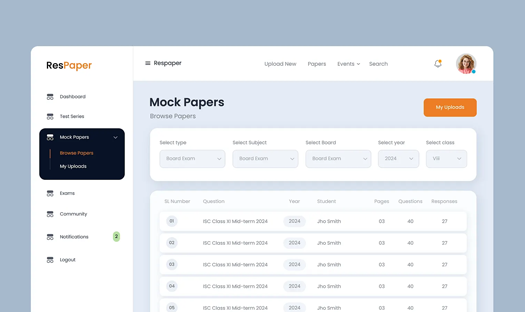 ResPaper
Respaper
Upload New
Papers
Events
Search
Dashboard
Test Series
Mock Papers
Browse Papers
My Uploads
Exams
Community
Notifications
2
Logout
Mock Papers
Browse Papers
My Uploads
Select type
Select Subject
Select Board
Select year
Select class
Board Exam
Board Exam
Board Exam
2024
VIII
SL Number Question Year Student Pages Questions Responses
01 ISC Class XI Mid-term 2024 2024 Jho Smith 03 40 27
02 ISC Class XI Mid-term 2024 2024 Jho Smith 03 40 27
03 ISC Class XI Mid-term 2024 2024 Jho Smith 03 40 27
04 ISC Class XI Mid-term 2024 2024 Jho Smith 03 40 27
05 ISC Class XI Mid-term 2024 2024 Jho Smith 03 40 27